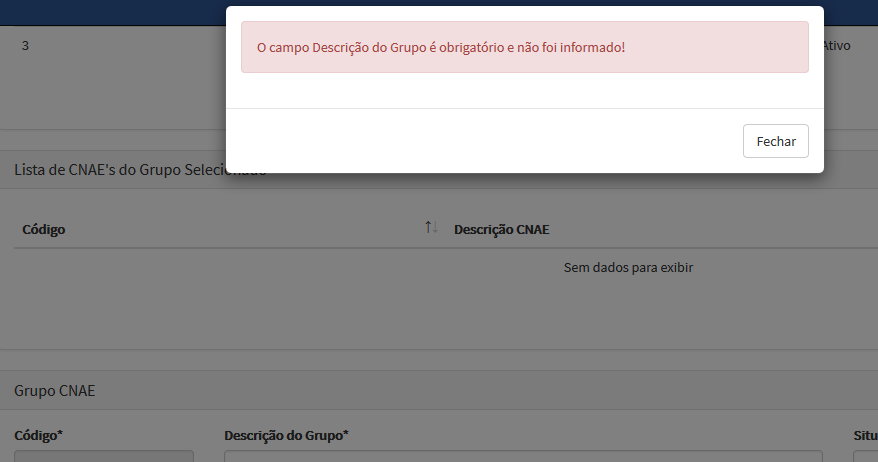 O campo Descrição do Grupo é obrigatório e não foi informado!
3
Ativo
Fechar
Lista de CNAE's do Grupo Selecionado
Código
Descrição CNAE
Sem dados para exibir
Grupo CNAE
Código*
Descrição do Grupo*
Situ